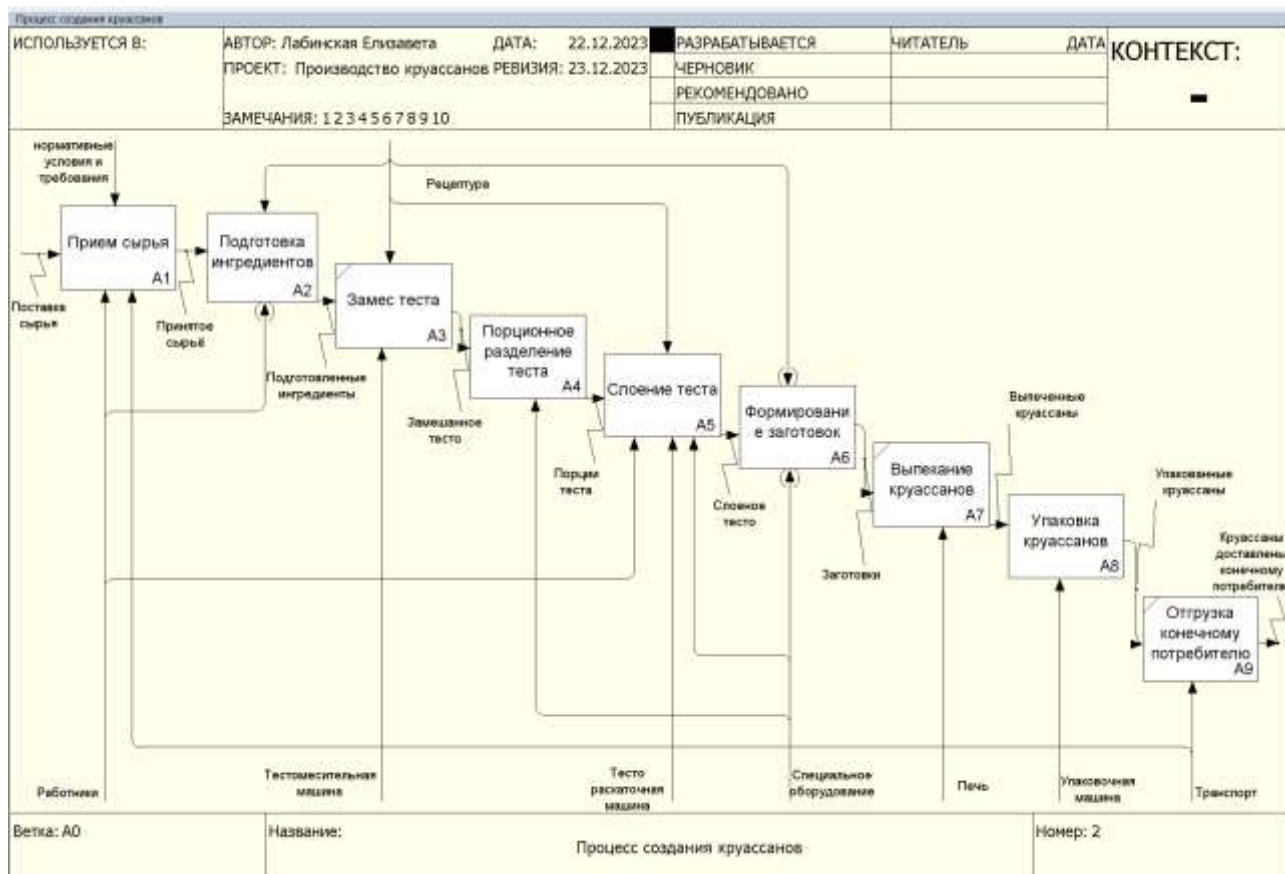 Процесс создания круассанов
ИСПОЛЬЗУЕТСЯ В:
АВТОР: Лабинская Елизавета
ДАТА: 22.12.2023
ПРОЕКТ: Производство круассанов
РЕВИЗИЯ: 23.12.2023
ЗАМЕЧАНИЯ: 1 2 3 4 5 6 7 8 9 10
РАЗРАБАТЫВАЕТСЯ
ЧЕРНОВИК
РЕКОМЕНДОВАНО
ПУБЛИКАЦИЯ
ЧИТАТЕЛЬ
ДАТА
КОНТЕКСТ:
-
нормативные
условия и
требования
Рецептура
Прием сырья
A1
Подготовка
ингредиентов
A2
Замес теста
A3
Порционное
разделение
теста
A4
Слоение теста
A5
Формировани
е заготовок
A6
Выпекание
круассанов
A7
Упаковка
круассанов
A8
Отгрузка
конечному
потребителю
A9
Поставка
сырья
Принятое
сырьё
Подготовленные
ингредиенты
Замешанное
тесто
Порции
теста
Слоеное
тесто
Заготовки
Выпеченные
круассаны
Упакованные
круассаны
Круассаны
доставлены
конечному
потребителю
Работники
Тестомесительная
машина
Тесто
раскаточная
машина
Специальное
оборудование
Печь
Упаковочная
машина
Транспорт
Ветка: A0
Название:
Процесс создания круассанов
Номер: 2